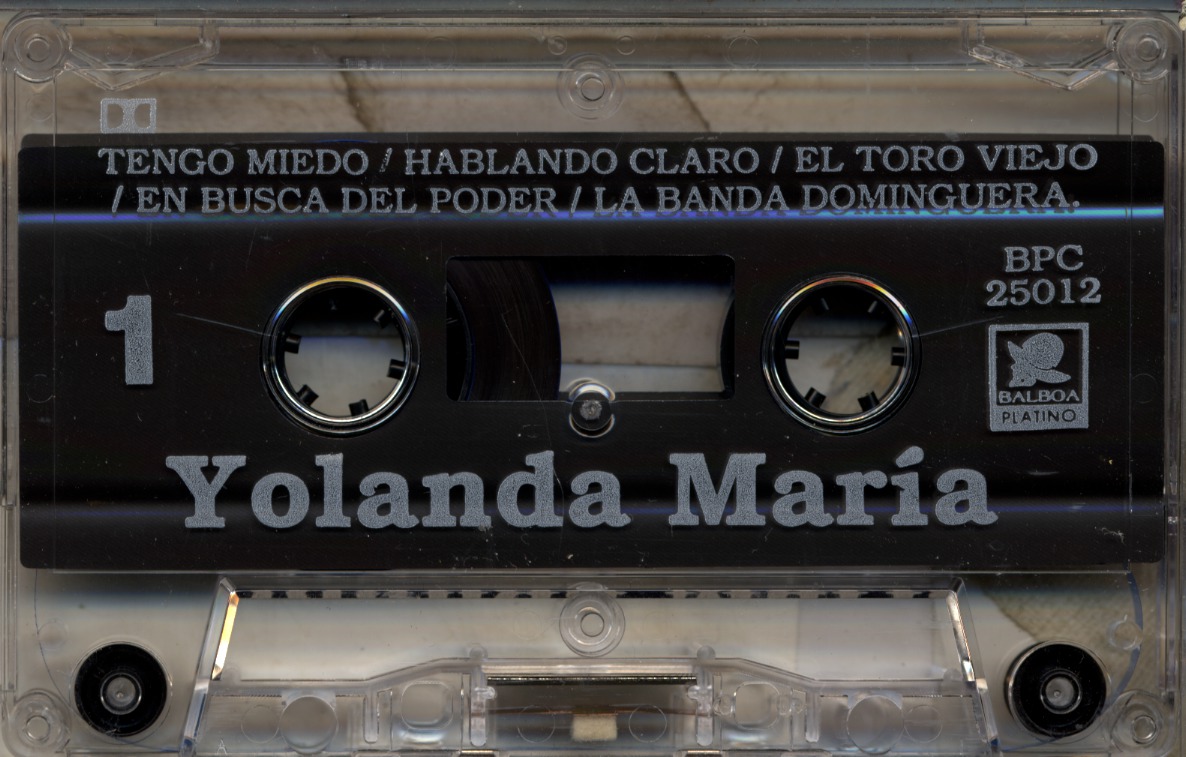 TENGO MIEDO / HABLANDO CLARO / EL TORO VIEJO
/ EN BUSCA DEL PODER / LA BANDA DOMINGUERA.
BPC
25012
1
BALBOA
PLATINO
Yolanda María